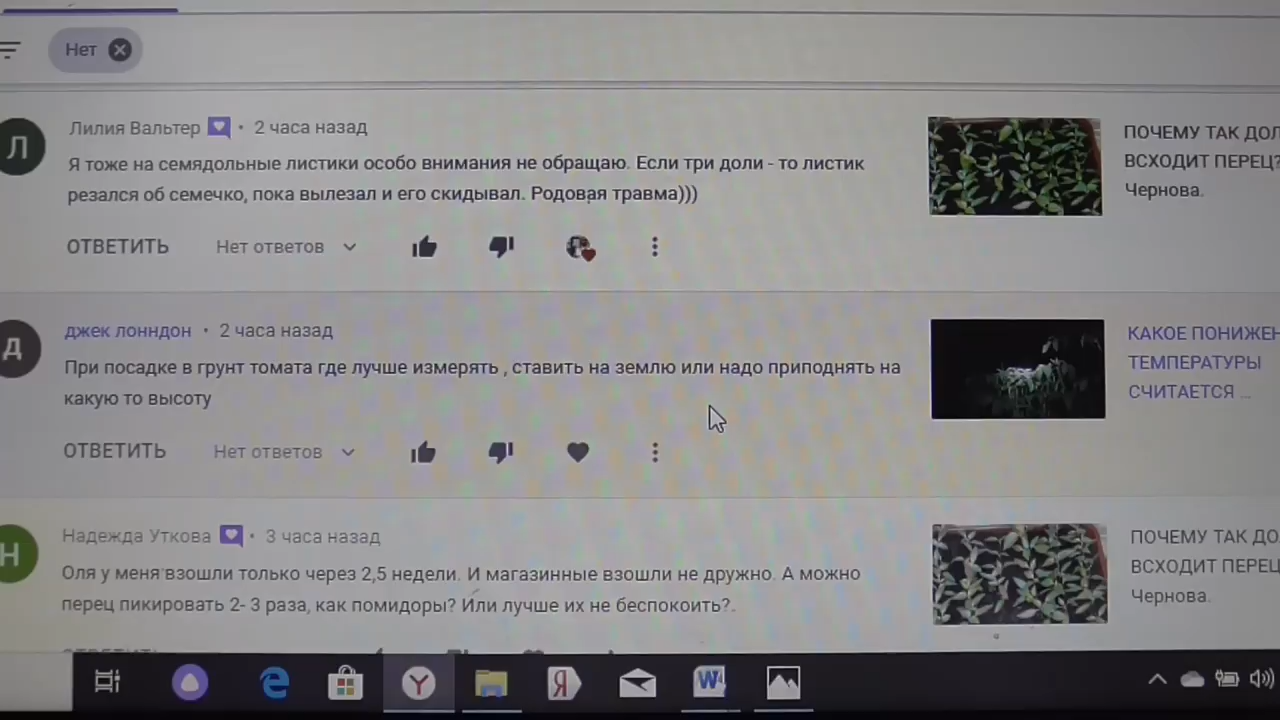 Нет
Л
Лилия Вальтер • 2 часа назад
Я тоже на семядольные листики особо внимания не обращаю. Если три доли - то листик
резался об семечко, пока вылезал и его скидывал. Родовая травма)))
ОТВЕТИТЬ Нет ответов
ПОЧЕМУ ТАК ДОЛ
ВСХОДИТ ПЕРЕЦ?
Чернова.
Д
джек лонндон • 2 часа назад
При посадке в грунт томата где лучше измерять , ставить на землю или надо приподнять на
какую то высоту
ОТВЕТИТЬ Нет ответов
КАКОЕ ПОНИЖЕН
ТЕМПЕРАТУРЫ
СЧИТАЕТСЯ ...
Н
Надежда Уткова • 3 часа назад
Оля у меня взошли только через 2,5 недели. И магазинные взошли не дружно. А можно
перец пикировать 2- 3 раза, как помидоры? Или лучше их не беспокоить?.
ПОЧЕМУ ТАК ДО
ВСХОДИТ ПЕРЕЦ
Чернова.
Y
Я
W